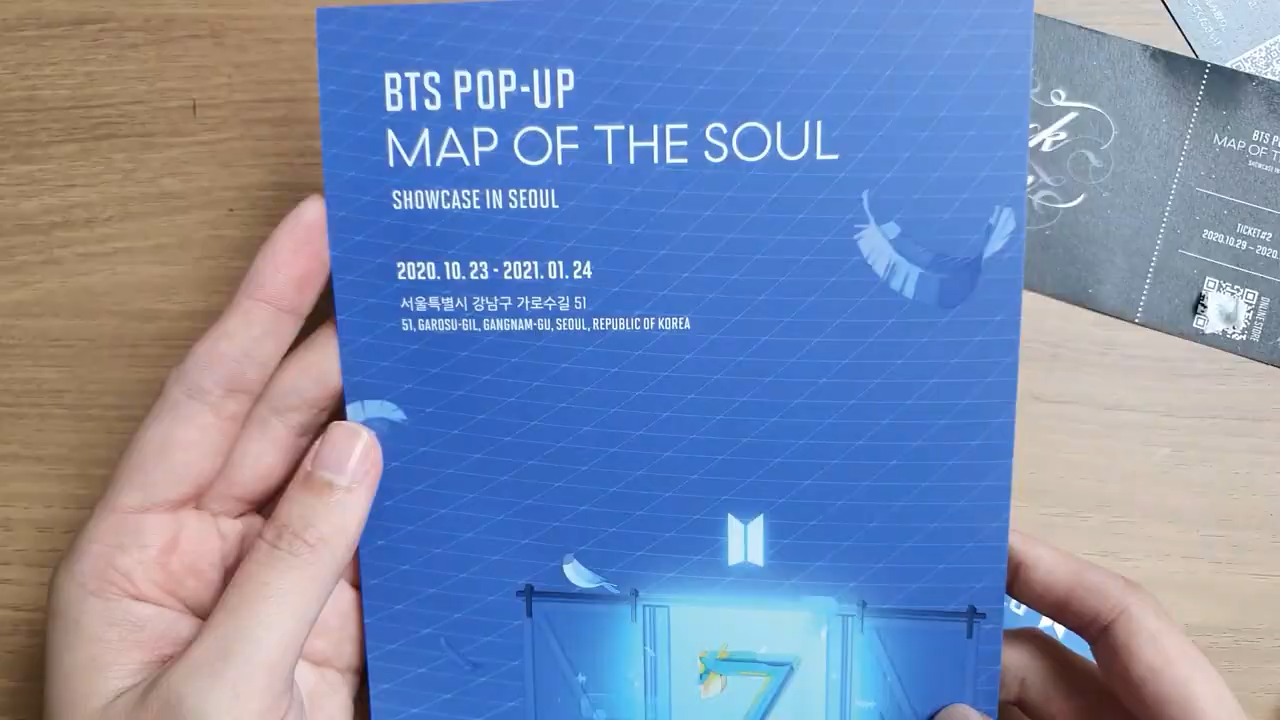 BTS POP-UP
MAP OF THE SOUL
SHOWCASE IN SEOUL
2020. 10. 23 - 2021. 01. 24
서울특별시 강남구 가로수길 51
51, GAROSU-GIL, GANGNAM-GU, SEOUL, REPUBLIC OF KOREA
7
BTS
MAP OF
TICKET#2
2020.10.29 ~ 2020.
ONLINE STORE